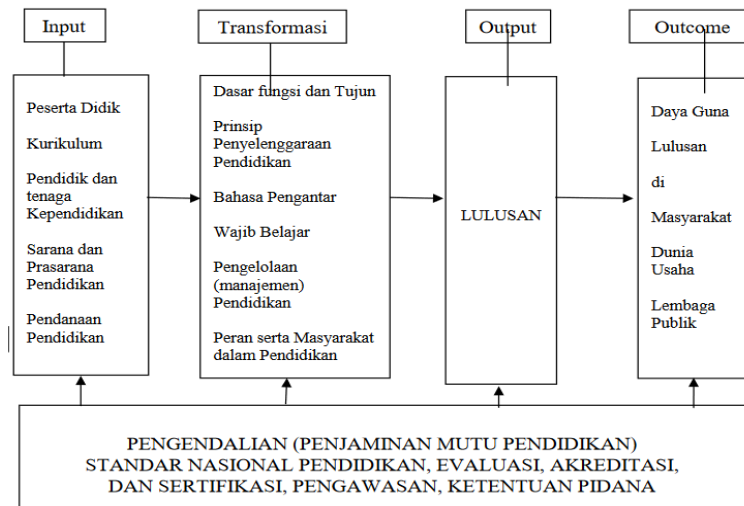 Input
Transformasi
Output
Outcome
Peserta Didik
Kurikulum
Pendidik dan
tenaga
Kependidikan
Sarana dan
Prasarana
Pendidikan
Pendanaan
Pendidikan
Dasar fungsi dan Tujun
Prinsip
Penyelenggaraan
Pendidikan
Bahasa Pengantar
Wajib Belajar
Pengelolaan
(manajemen)
Pendidikan
Peran serta Masyarakat
dalam Pendidikan
LULUSAN
Daya Guna
Lulusan
di
Masyarakat
Dunia
Usaha
Lembaga
Publik
PENGENDALIAN (PENJAMINAN MUTU PENDIDIKAN)
STANDAR NASIONAL PENDIDIKAN, EVALUASI, AKREDITASI,
DAN SERTIFIKASI, PENGAWASAN, KETENTUAN PIDANA